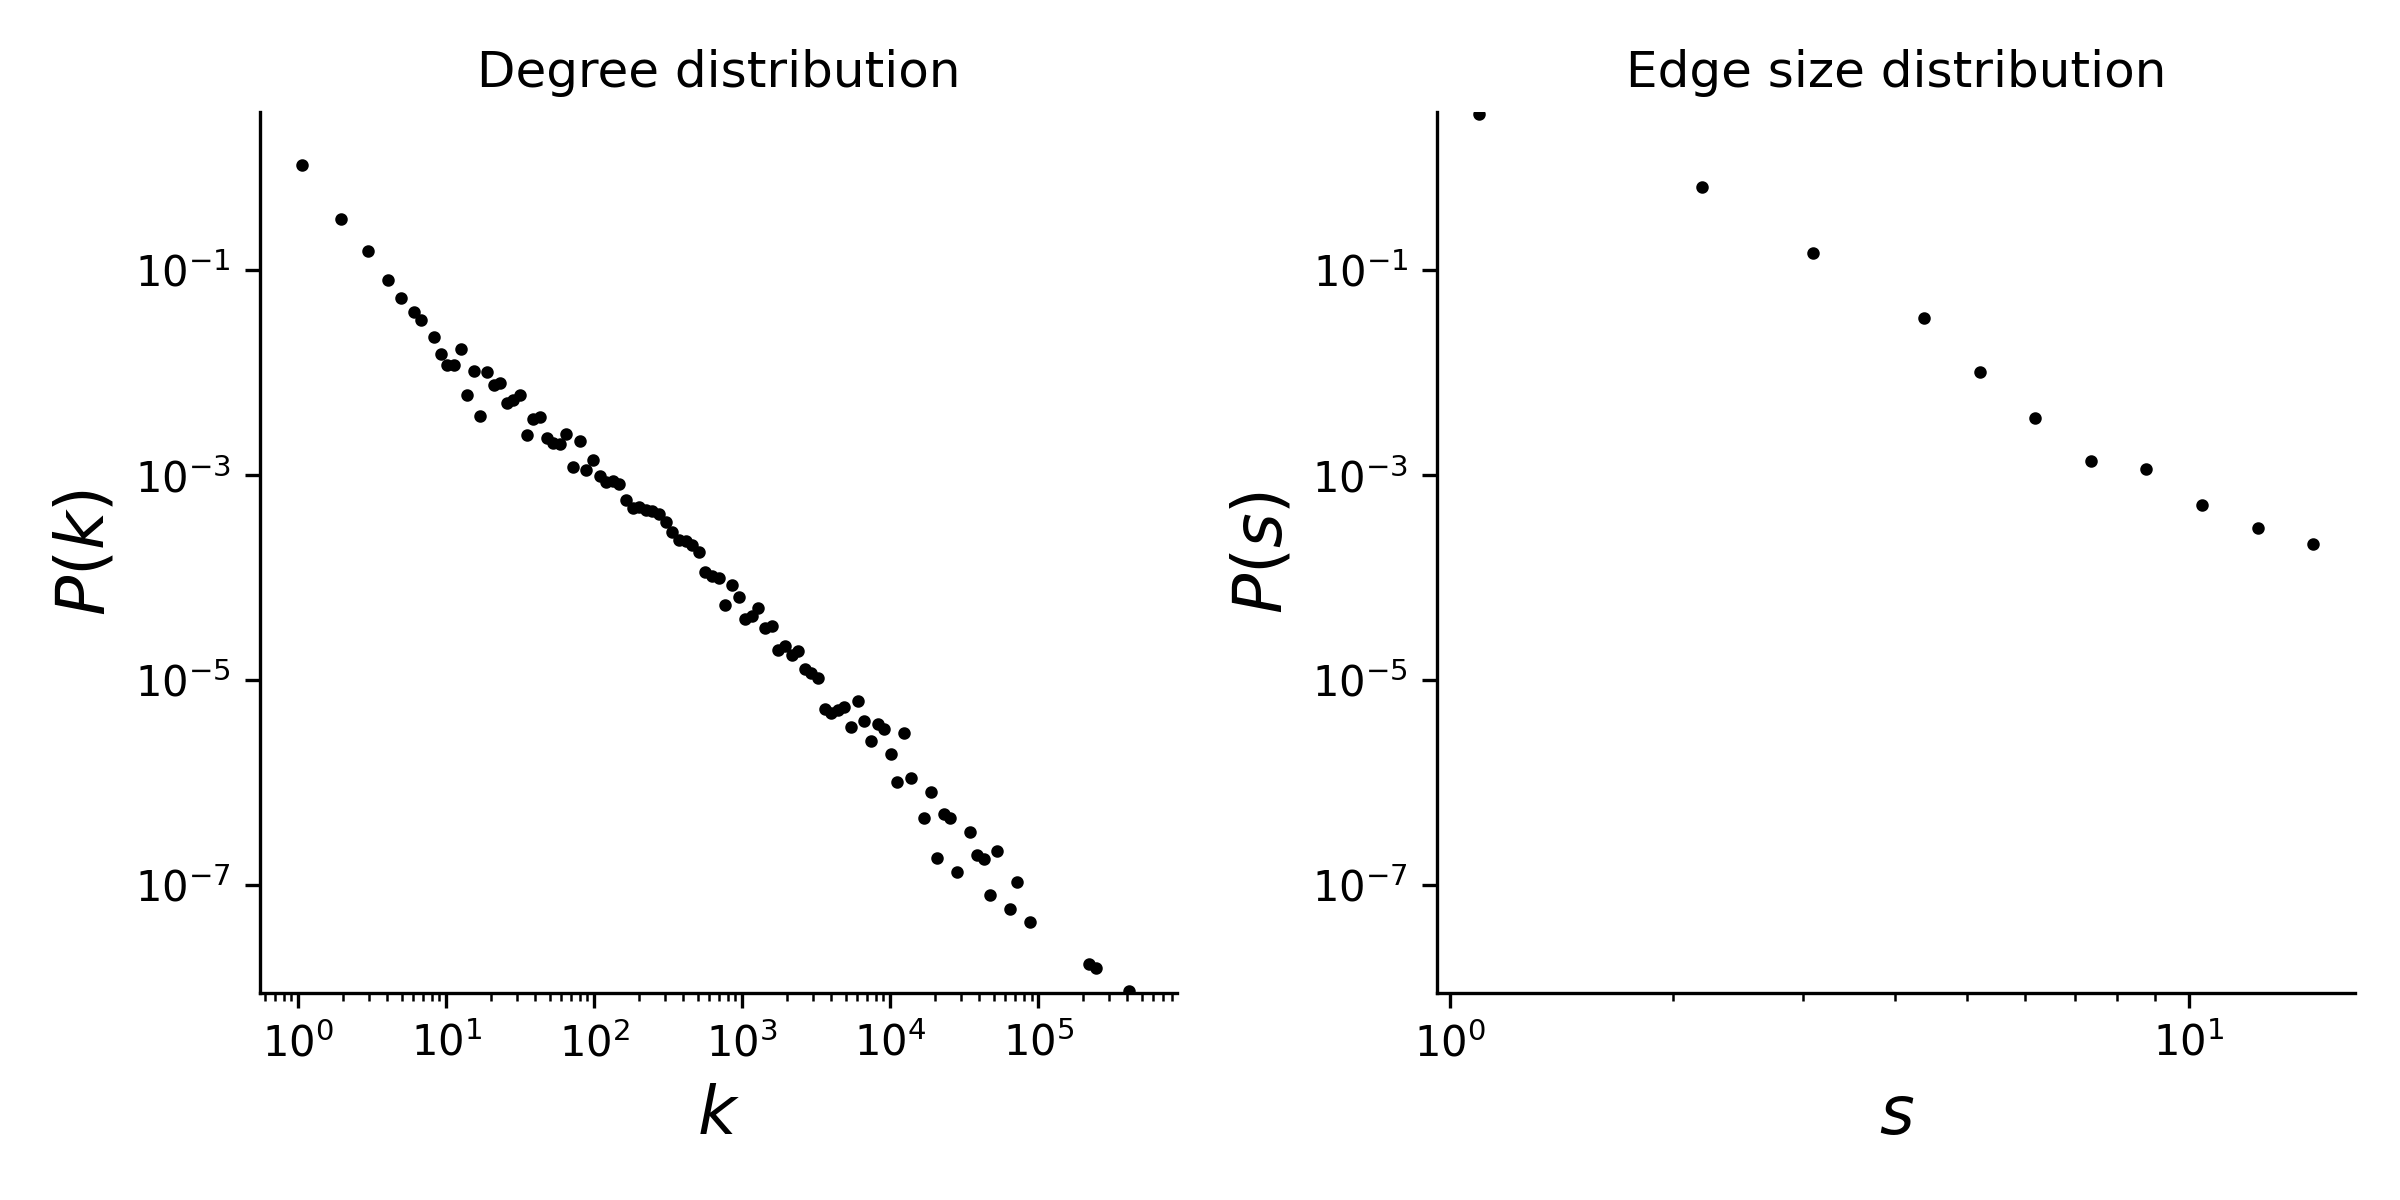 Degree distribution
P(k)
10⁻¹
10⁻³
10⁻⁵
10⁻⁷
10⁰ 10¹ 10² 10³ 10⁴ 10⁵
k
Edge size distribution
P(s)
10⁻¹
10⁻³
10⁻⁵
10⁻⁷
10⁰ 10¹
s